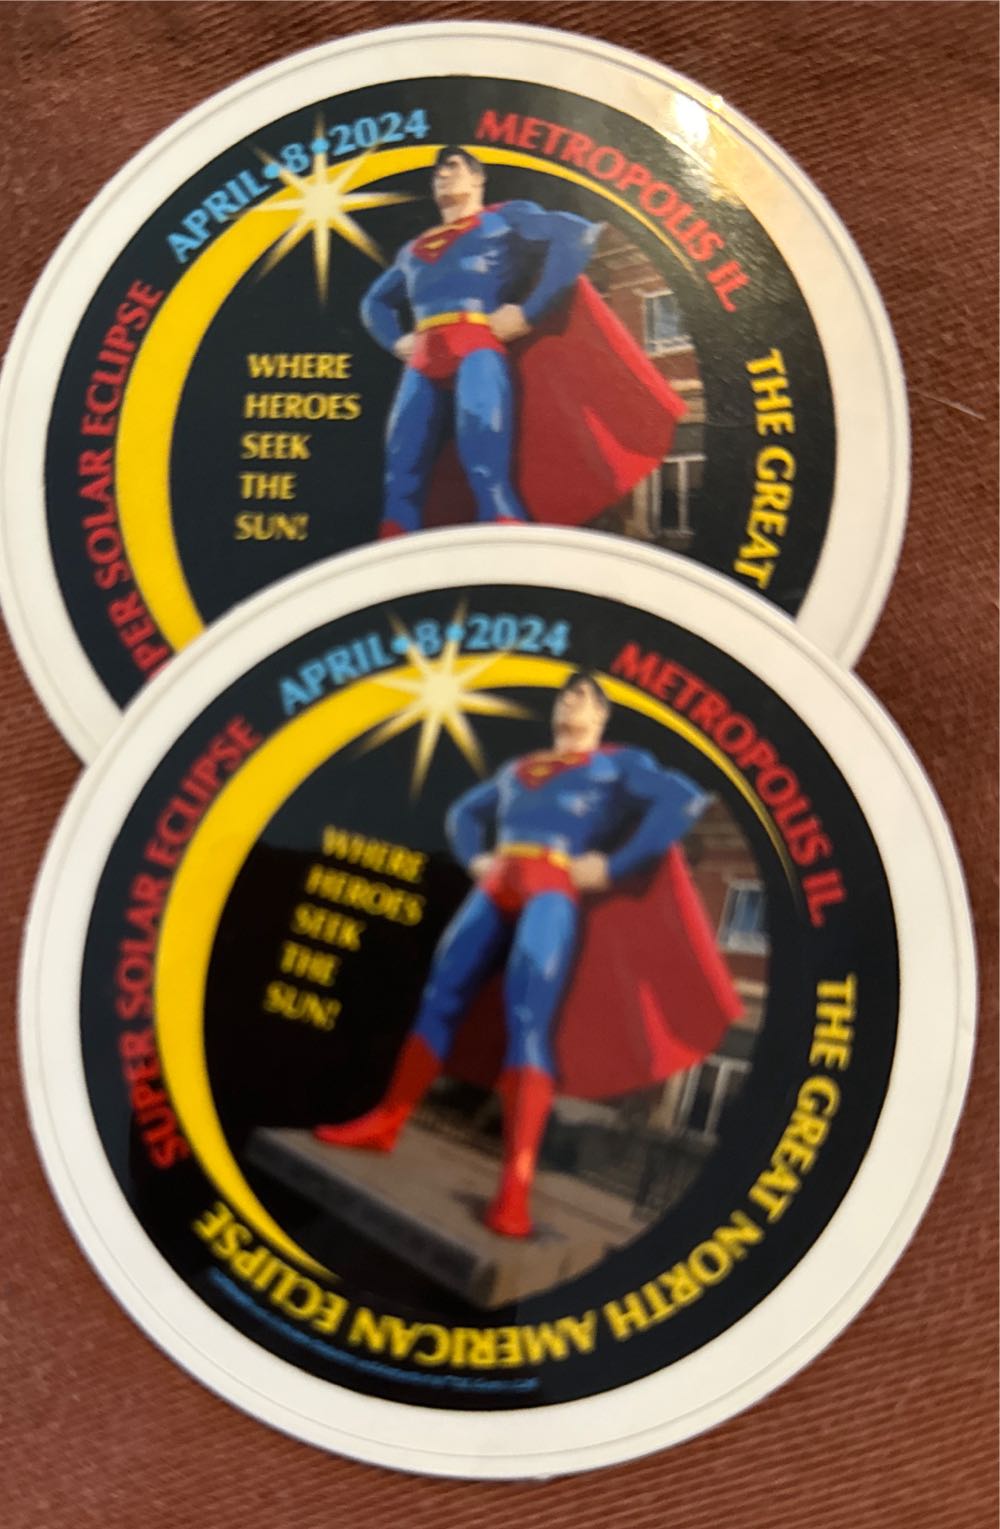 APRIL•8•2024
METROPOLIS IL
SUPER SOLAR ECLIPSE
THE GREAT
WHERE
HEROES
SEEK
THE
SUN!
APRIL•8•2024
METROPOLIS IL
SUPER SOLAR ECLIPSE
WHERE
HEROES
SEEK
THE
SUN!
THE GREAT NORTH AMERICAN ECLIPSE